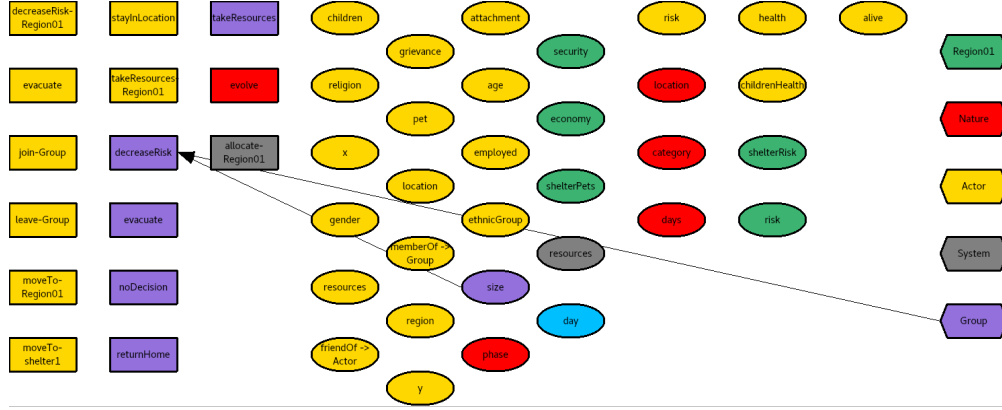 decreaseRisk-
Region01
stayInLocation
takeResources
children
attachment
risk
health
alive
grievance
security
Region01
evacuate
takeResources-
Region01
evolve
religion
age
location
childrenHealth
pet
economy
Nature
join-Group
decreaseRisk
allocate-
Region01
x
employed
category
shelterRisk
location
shelterPets
Actor
leave-Group
evacuate
gender
ethnicGroup
days
risk
memberOf ->
Group
resources
System
moveTo-
Region01
noDecision
resources
size
region
day
Group
moveTo-
shelter1
returnHome
friendOf ->
Actor
phase
y